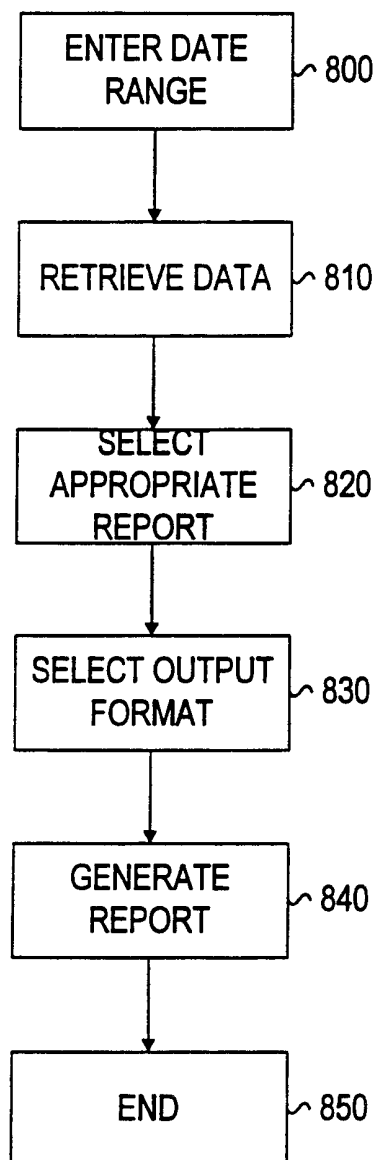 ENTER DATE
RANGE
800
RETRIEVE DATA
810
SELECT
APPROPRIATE
REPORT
820
SELECT OUTPUT
FORMAT
830
GENERATE
REPORT
840
END
850